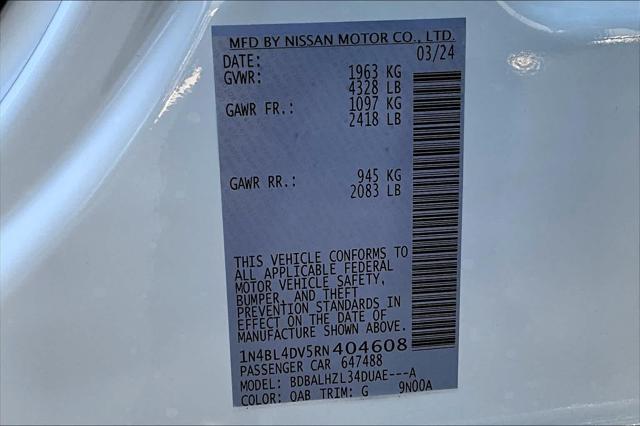 MFD BY NISSAN MOTOR CO., LTD.
DATE: 03/24
GVWR: 1963 KG
4328 LB
GAWR FR.: 1097 KG
2418 LB
GAWR RR.: 945 KG
2083 LB
THIS VEHICLE CONFORMS TO
ALL APPLICABLE FEDERAL
MOTOR VEHICLE SAFETY,
BUMPER, AND THEFT
PREVENTION STANDARDS IN
EFFECT ON THE DATE OF
MANUFACTURE SHOWN ABOVE.
1N4BL4DV5RN404608
PASSENGER CAR 647488
MODEL: BDBALHZL34DUAE---A
COLOR: QAB TRIM: G 9N00A